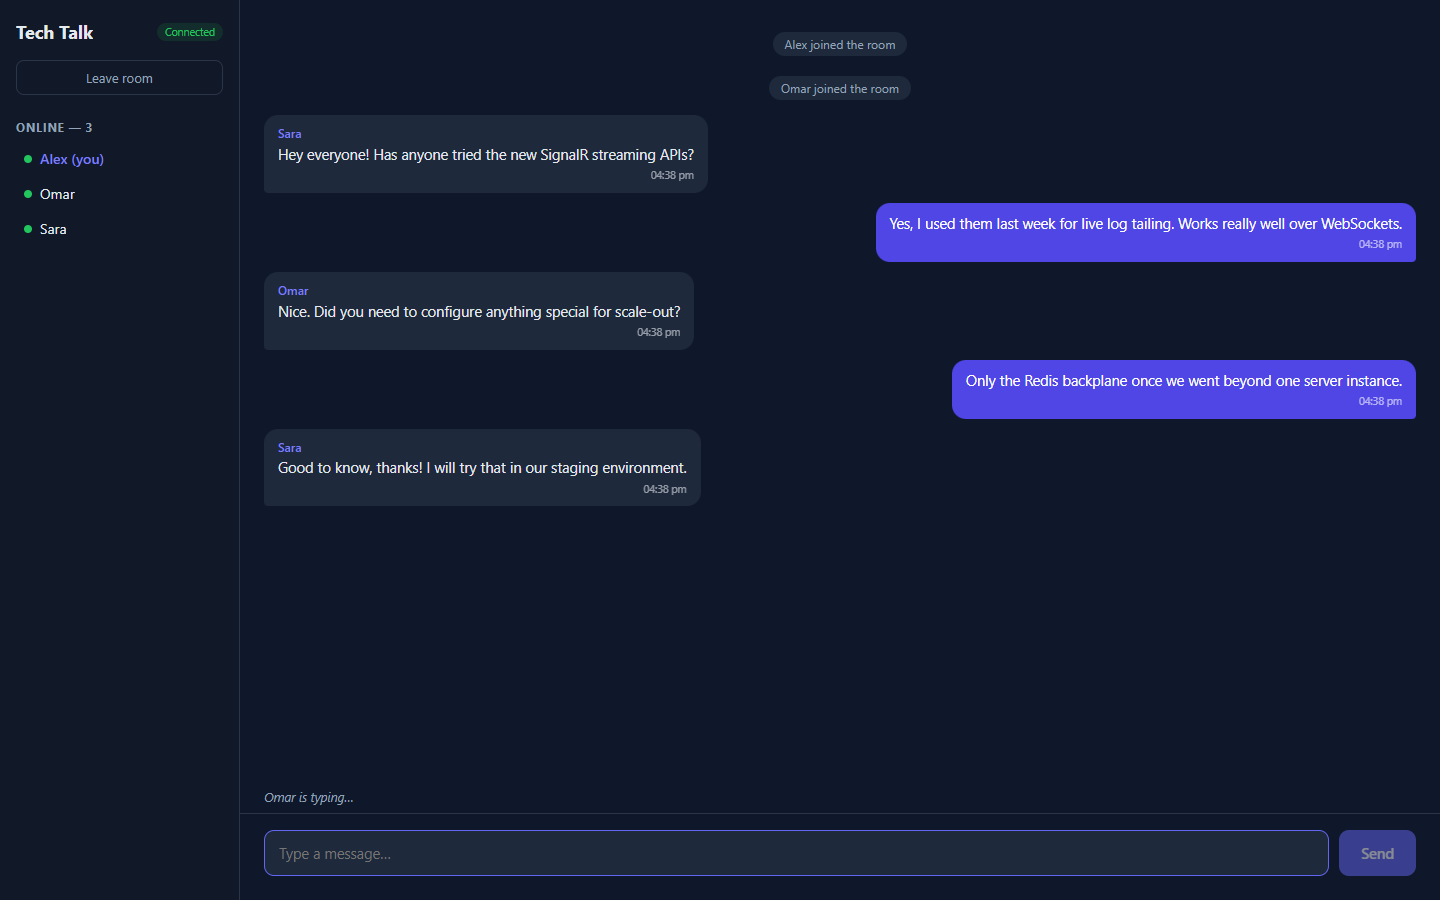 Tech Talk
Connected
Leave room
ONLINE — 3
Alex (you)
Omar
Sara
Alex joined the room
Omar joined the room
Sara
Hey everyone! Has anyone tried the new SignalR streaming APIs?
04:38 pm
Yes, I used them last week for live log tailing. Works really well over WebSockets.
04:38 pm
Omar
Nice. Did you need to configure anything special for scale-out?
04:38 pm
Only the Redis backplane once we went beyond one server instance.
04:38 pm
Sara
Good to know, thanks! I will try that in our staging environment.
04:38 pm
Omar is typing...
Type a message...
Send